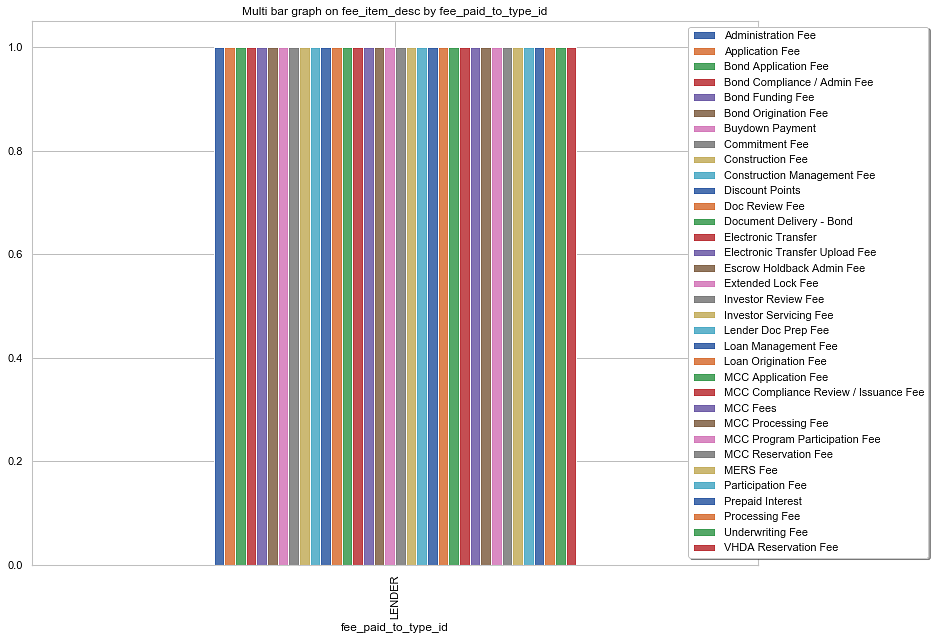 Multi bar graph on fee_item_desc by fee_paid_to_type_id
1.0
0.8
0.6
0.4
0.2
0.0
Administration Fee
Application Fee
Bond Application Fee
Bond Compliance / Admin Fee
Bond Funding Fee
Bond Origination Fee
Buydown Payment
Commitment Fee
Construction Fee
Construction Management Fee
Discount Points
Doc Review Fee
Document Delivery - Bond
Electronic Transfer
Electronic Transfer Upload Fee
Escrow Holdback Admin Fee
Extended Lock Fee
Investor Review Fee
Investor Servicing Fee
Lender Doc Prep Fee
Loan Management Fee
Loan Origination Fee
MCC Application Fee
MCC Compliance Review / Issuance Fee
MCC Fees
MCC Processing Fee
MCC Program Participation Fee
MCC Reservation Fee
MERS Fee
Participation Fee
Prepaid Interest
Processing Fee
Underwriting Fee
VHDA Reservation Fee
LENDER
fee_paid_to_type_id